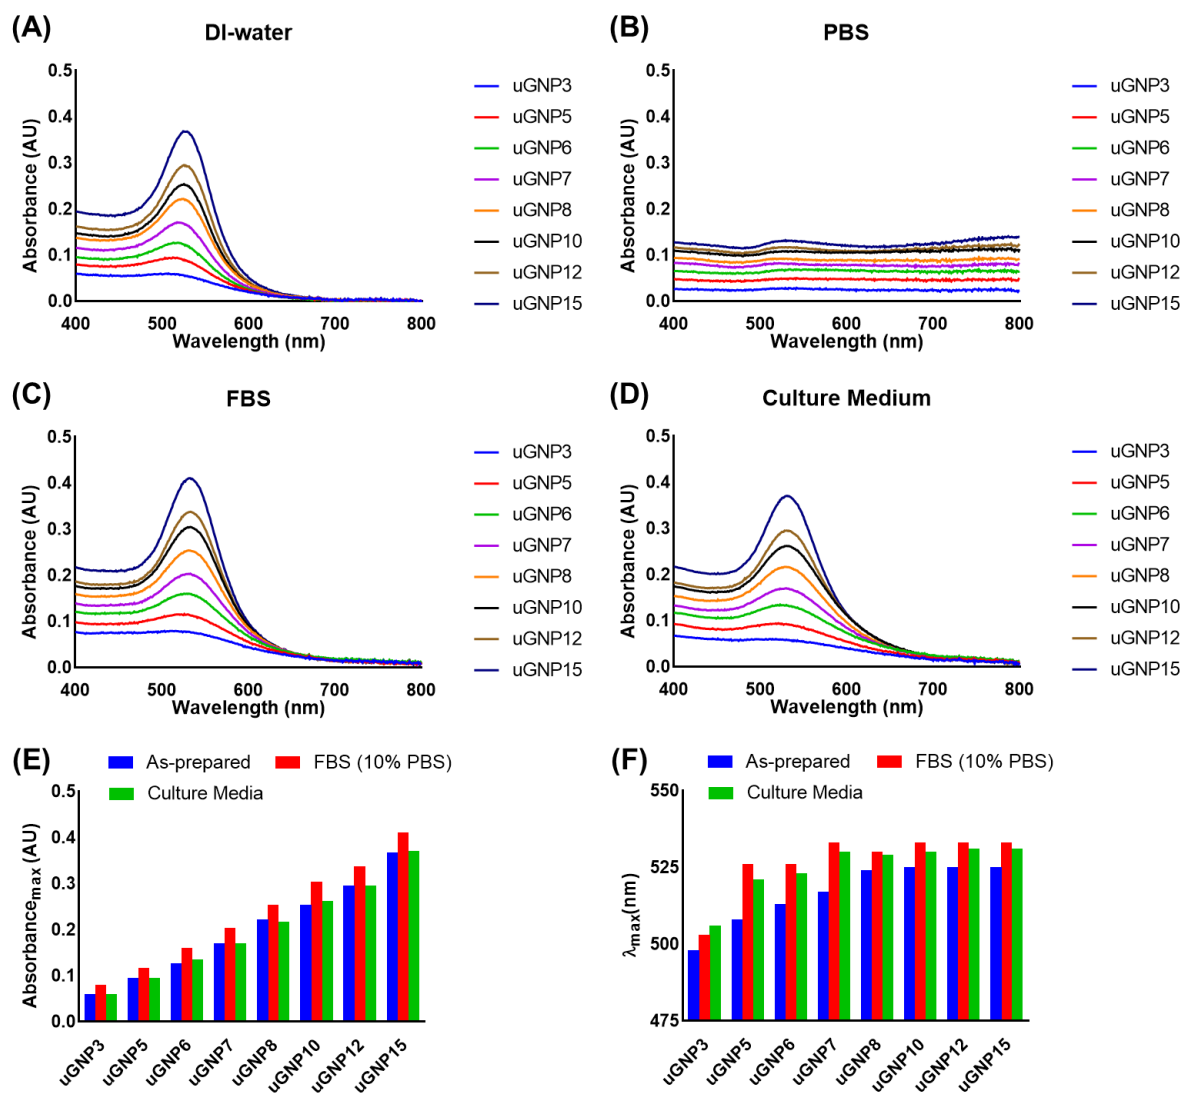 (A)
DI-water
Absorbance (AU)
0.5
0.4
0.3
0.2
0.1
0.0
400
500
600
700
800
Wavelength (nm)
uGNP3
uGNP5
uGNP6
uGNP7
uGNP8
uGNP10
uGNP12
uGNP15
(B)
PBS
Absorbance (AU)
0.5
0.4
0.3
0.2
0.1
0.0
400
500
600
700
800
Wavelength (nm)
uGNP3
uGNP5
uGNP6
uGNP7
uGNP8
uGNP10
uGNP12
uGNP15
(C)
FBS
Absorbance (AU)
0.5
0.4
0.3
0.2
0.1
0.0
400
500
600
700
800
Wavelength (nm)
uGNP3
uGNP5
uGNP6
uGNP7
uGNP8
uGNP10
uGNP12
uGNP15
(D)
Culture Medium
Absorbance (AU)
0.5
0.4
0.3
0.2
0.1
0.0
400
500
600
700
800
Wavelength (nm)
uGNP3
uGNP5
uGNP6
uGNP7
uGNP8
uGNP10
uGNP12
uGNP15
(E)
As-prepared
FBS (10% PBS)
Culture Media
Absorbancemax (AU)
0.5
0.4
0.3
0.2
0.1
0.0
uGNP3
uGNP5
uGNP6
uGNP7
uGNP8
uGNP10
uGNP12
uGNP15
(F)
As-prepared
FBS (10% PBS)
Culture Media
λmax(nm)
550
525
500
475
uGNP3
uGNP5
uGNP6
uGNP7
uGNP8
uGNP10
uGNP12
uGNP15